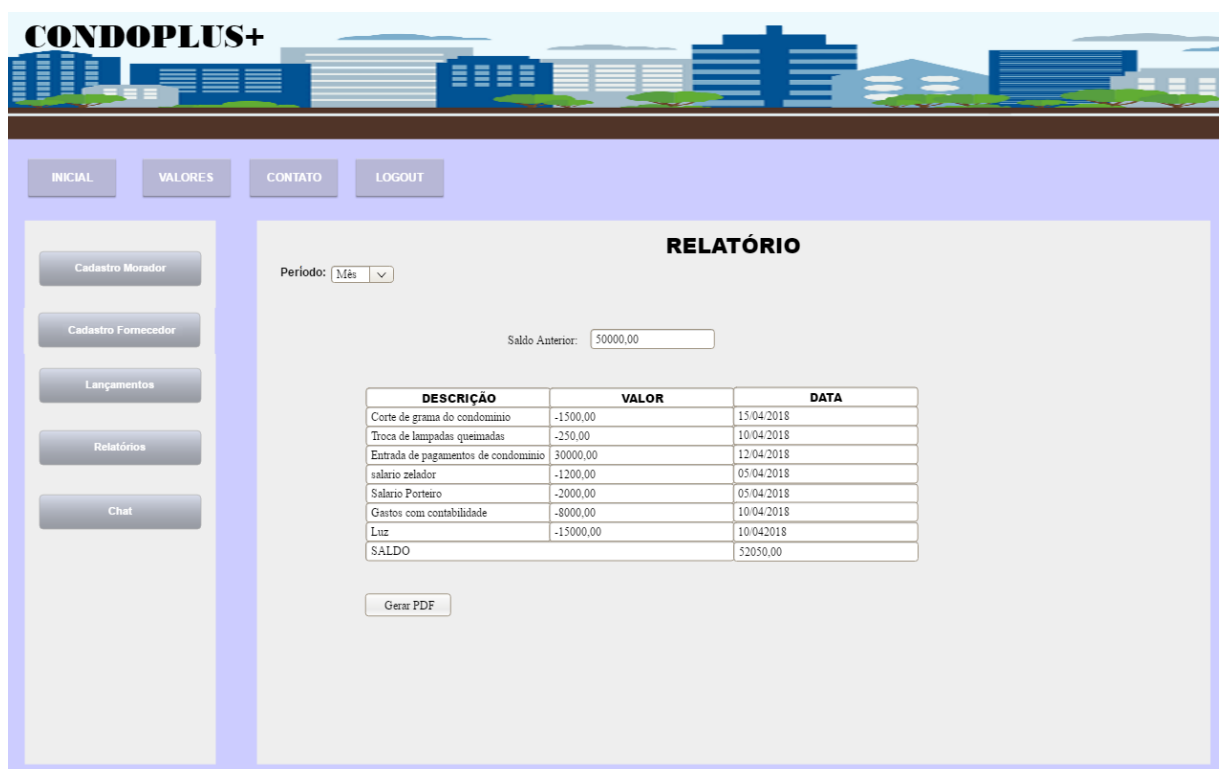 CONDOPLUS+
INICIAL VALORES CONTATO LOGOUT
Cadastro Morador
Cadastro Fornecedor
Lançamentos
Relatórios
Chat
RELATÓRIO
Período: Mês
Saldo Anterior: 50000,00
DESCRIÇÃO VALOR DATA
Corte de grama do condominio -1500,00 15/04/2018
Troca de lampadas queimadas -250,00 10/04/2018
Entrada de pagamentos de condominio 30000,00 12/04/2018
salario zelador -1200,00 05/04/2018
Salario Porteiro -2000,00 05/04/2018
Gastos com contabilidade -8000,00 10/04/2018
Luz -15000,00 10/042018
SALDO 52050,00
Gerar PDF